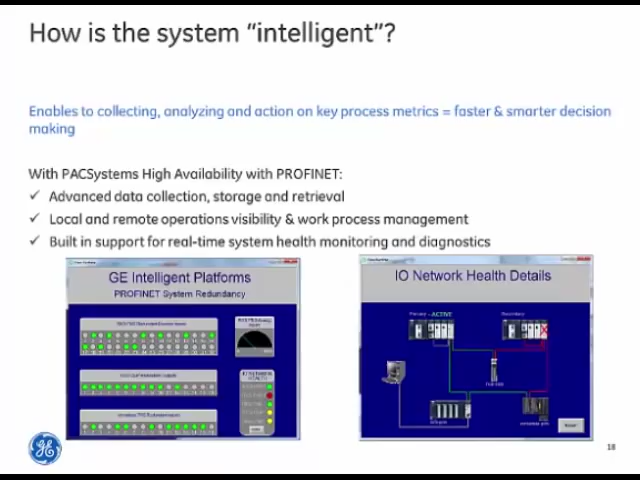 How is the system “intelligent”?
Enables to collecting, analyzing and action on key process metrics = faster & smarter decision
making
With PACSystems High Availability with PROFINET:
✓ Advanced data collection, storage and retrieval
✓ Local and remote operations visibility & work process management
✓ Built in support for real-time system health monitoring and diagnostics
GE Intelligent Platforms
PROFINET System Redundancy
IO Network Health Details
Primary - ACTIVE
Secondary
18